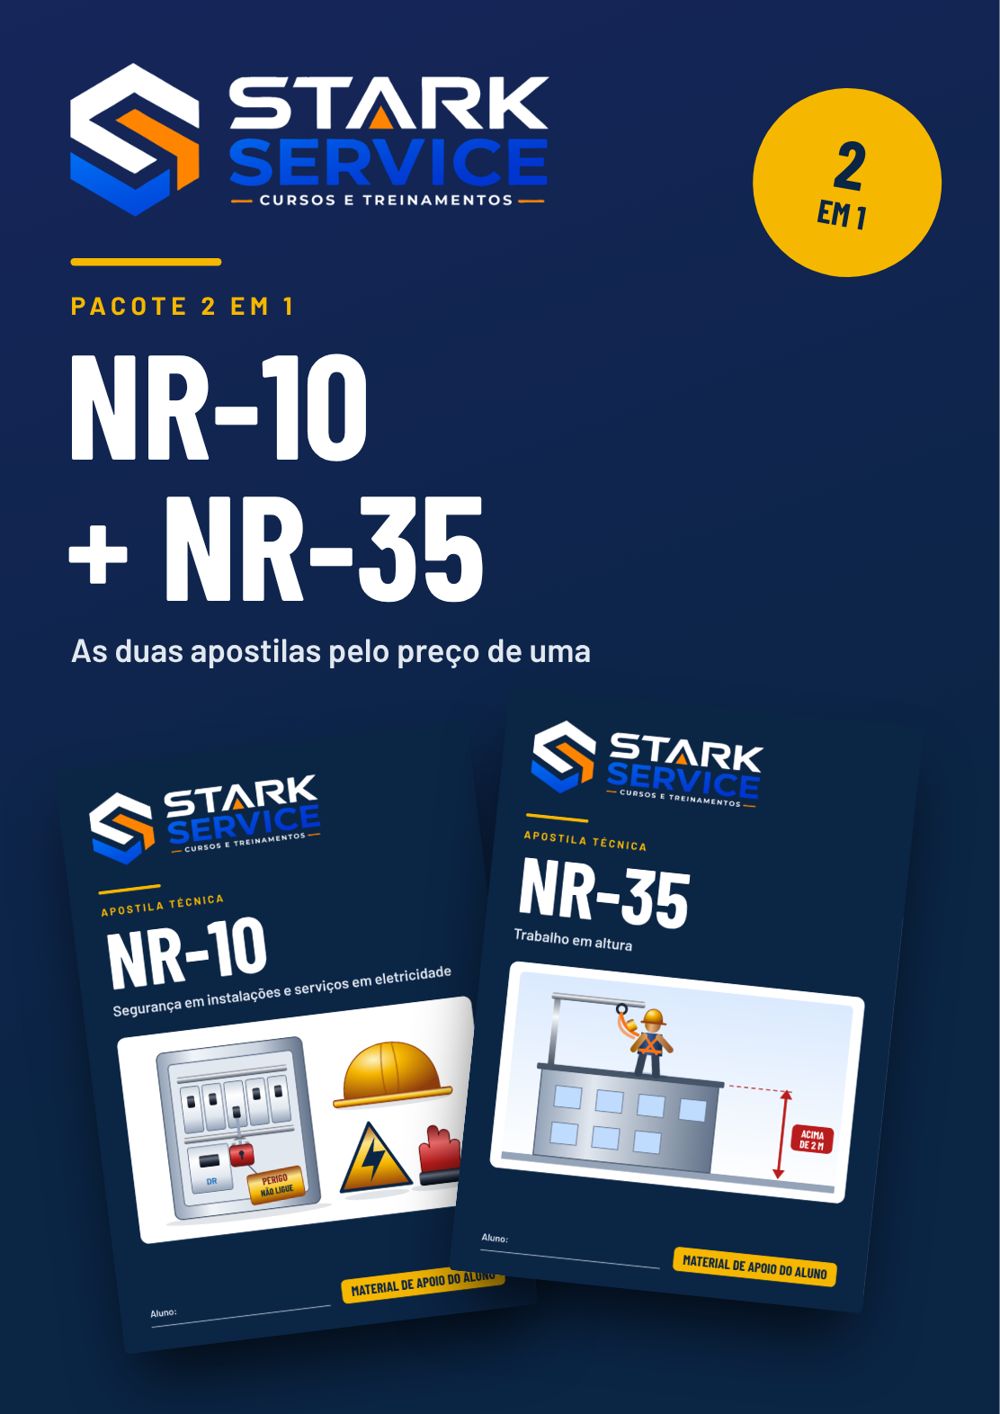 STARK
SERVICE
CURSOS E TREINAMENTOS
2
EM 1
PACOTE 2 EM 1
NR-10
+ NR-35
As duas apostilas pelo preço de uma
STARK
SERVICE
CURSOS E TREINAMENTOS
APOSTILA TÉCNICA
NR-10
Segurança em instalações e serviços em eletricidade
DR
PERIGO
NÃO LIGUE
Aluno:
MATERIAL DE APOIO DO ALUNO
STARK
SERVICE
CURSOS E TREINAMENTOS
APOSTILA TÉCNICA
NR-35
Trabalho em altura
ACIMA
DE 2 M
Aluno:
MATERIAL DE APOIO DO ALUNO